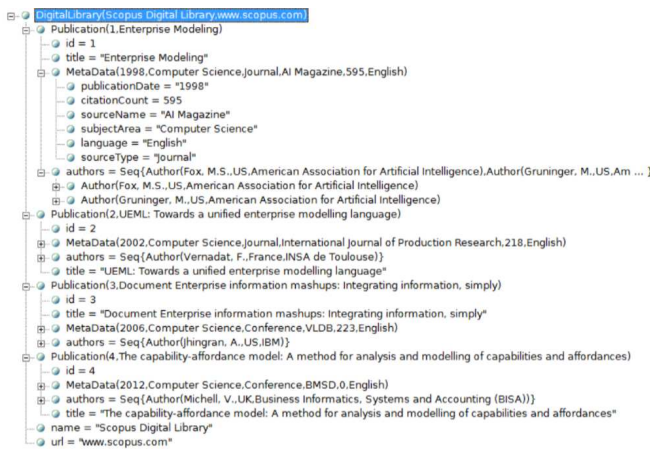 DigitalLibrary(Scopus Digital Library,www.scopus.com)
Publication(1,Enterprise Modeling)
id = 1
title = "Enterprise Modeling"
MetaData(1998,Computer Science,Journal,AI Magazine,595,English)
publicationDate = "1998"
citationCount = 595
sourceName = "AI Magazine"
subjectArea = "Computer Science"
language = "English"
sourceType = "Journal"
authors = Seq{Author(Fox, M.S.,US,American Association for Artificial Intelligence),Author(Gruninger, M.,US,Am ... }
Author(Fox, M.S.,US,American Association for Artificial Intelligence)
Author(Gruninger, M.,US,American Association for Artificial Intelligence)
Publication(2,UEML: Towards a unified enterprise modelling language)
id = 2
MetaData(2002,Computer Science,Journal,International Journal of Production Research,218,English)
authors = Seq{Author(Vernadat, F.,France,INSA de Toulouse)}
title = "UEML: Towards a unified enterprise modelling language"
Publication(3,Document Enterprise information mashups: Integrating information, simply)
id = 3
title = "Document Enterprise information mashups: Integrating information, simply"
MetaData(2006,Computer Science,Conference,VLDB,223,English)
authors = Seq{Author(Jhingran, A.,US,IBM)}
Publication(4,The capability-affordance model: A method for analysis and modelling of capabilities and affordances)
id = 4
MetaData(2012,Computer Science,Conference,BMSD,0,English)
authors = Seq{Author(Michell, V.,UK,Business Informatics, Systems and Accounting (BISA))}
title = "The capability-affordance model: A method for analysis and modelling of capabilities and affordances"
name = "Scopus Digital Library"
url = "www.scopus.com"